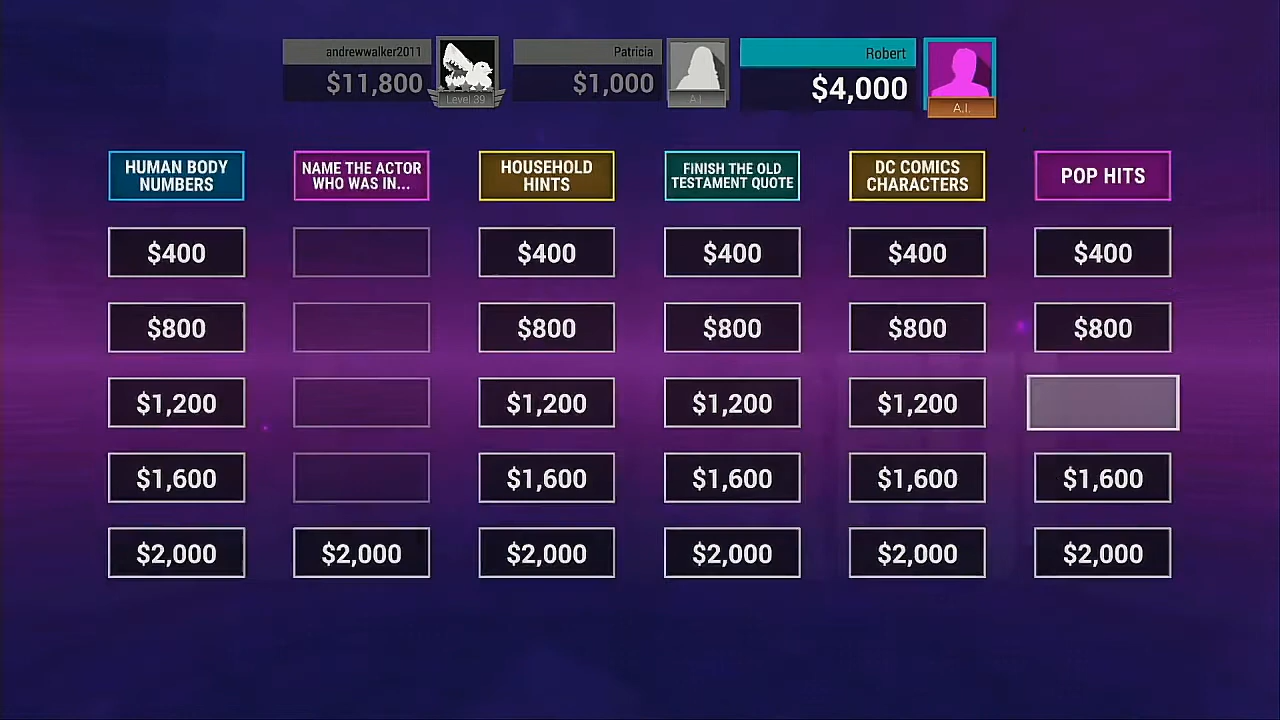 andrewwalker2011
$11,800
Level 39
Patricia
$1,000
A.I.
Robert
$4,000
A.I.
HUMAN BODY
NUMBERS
NAME THE ACTOR
WHO WAS IN...
HOUSEHOLD
HINTS
FINISH THE OLD
TESTAMENT QUOTE
DC COMICS
CHARACTERS
POP HITS
$400 $400 $400 $400 $400
$800 $800 $800 $800 $800
$1,200 $1,200 $1,200 $1,200
$1,600 $1,600 $1,600 $1,600 $1,600
$2,000 $2,000 $2,000 $2,000 $2,000 $2,000